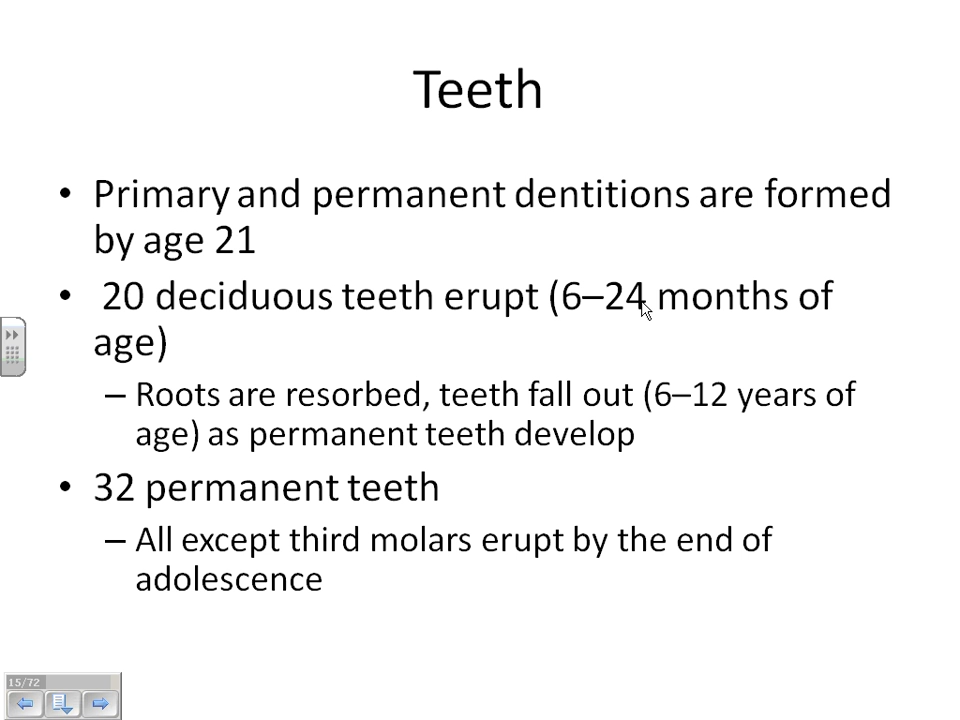 Teeth
• Primary and permanent dentitions are formed
by age 21
• 20 deciduous teeth erupt (6–24 months of
age)
– Roots are resorbed, teeth fall out (6–12 years of
age) as permanent teeth develop
• 32 permanent teeth
– All except third molars erupt by the end of
adolescence
15/72